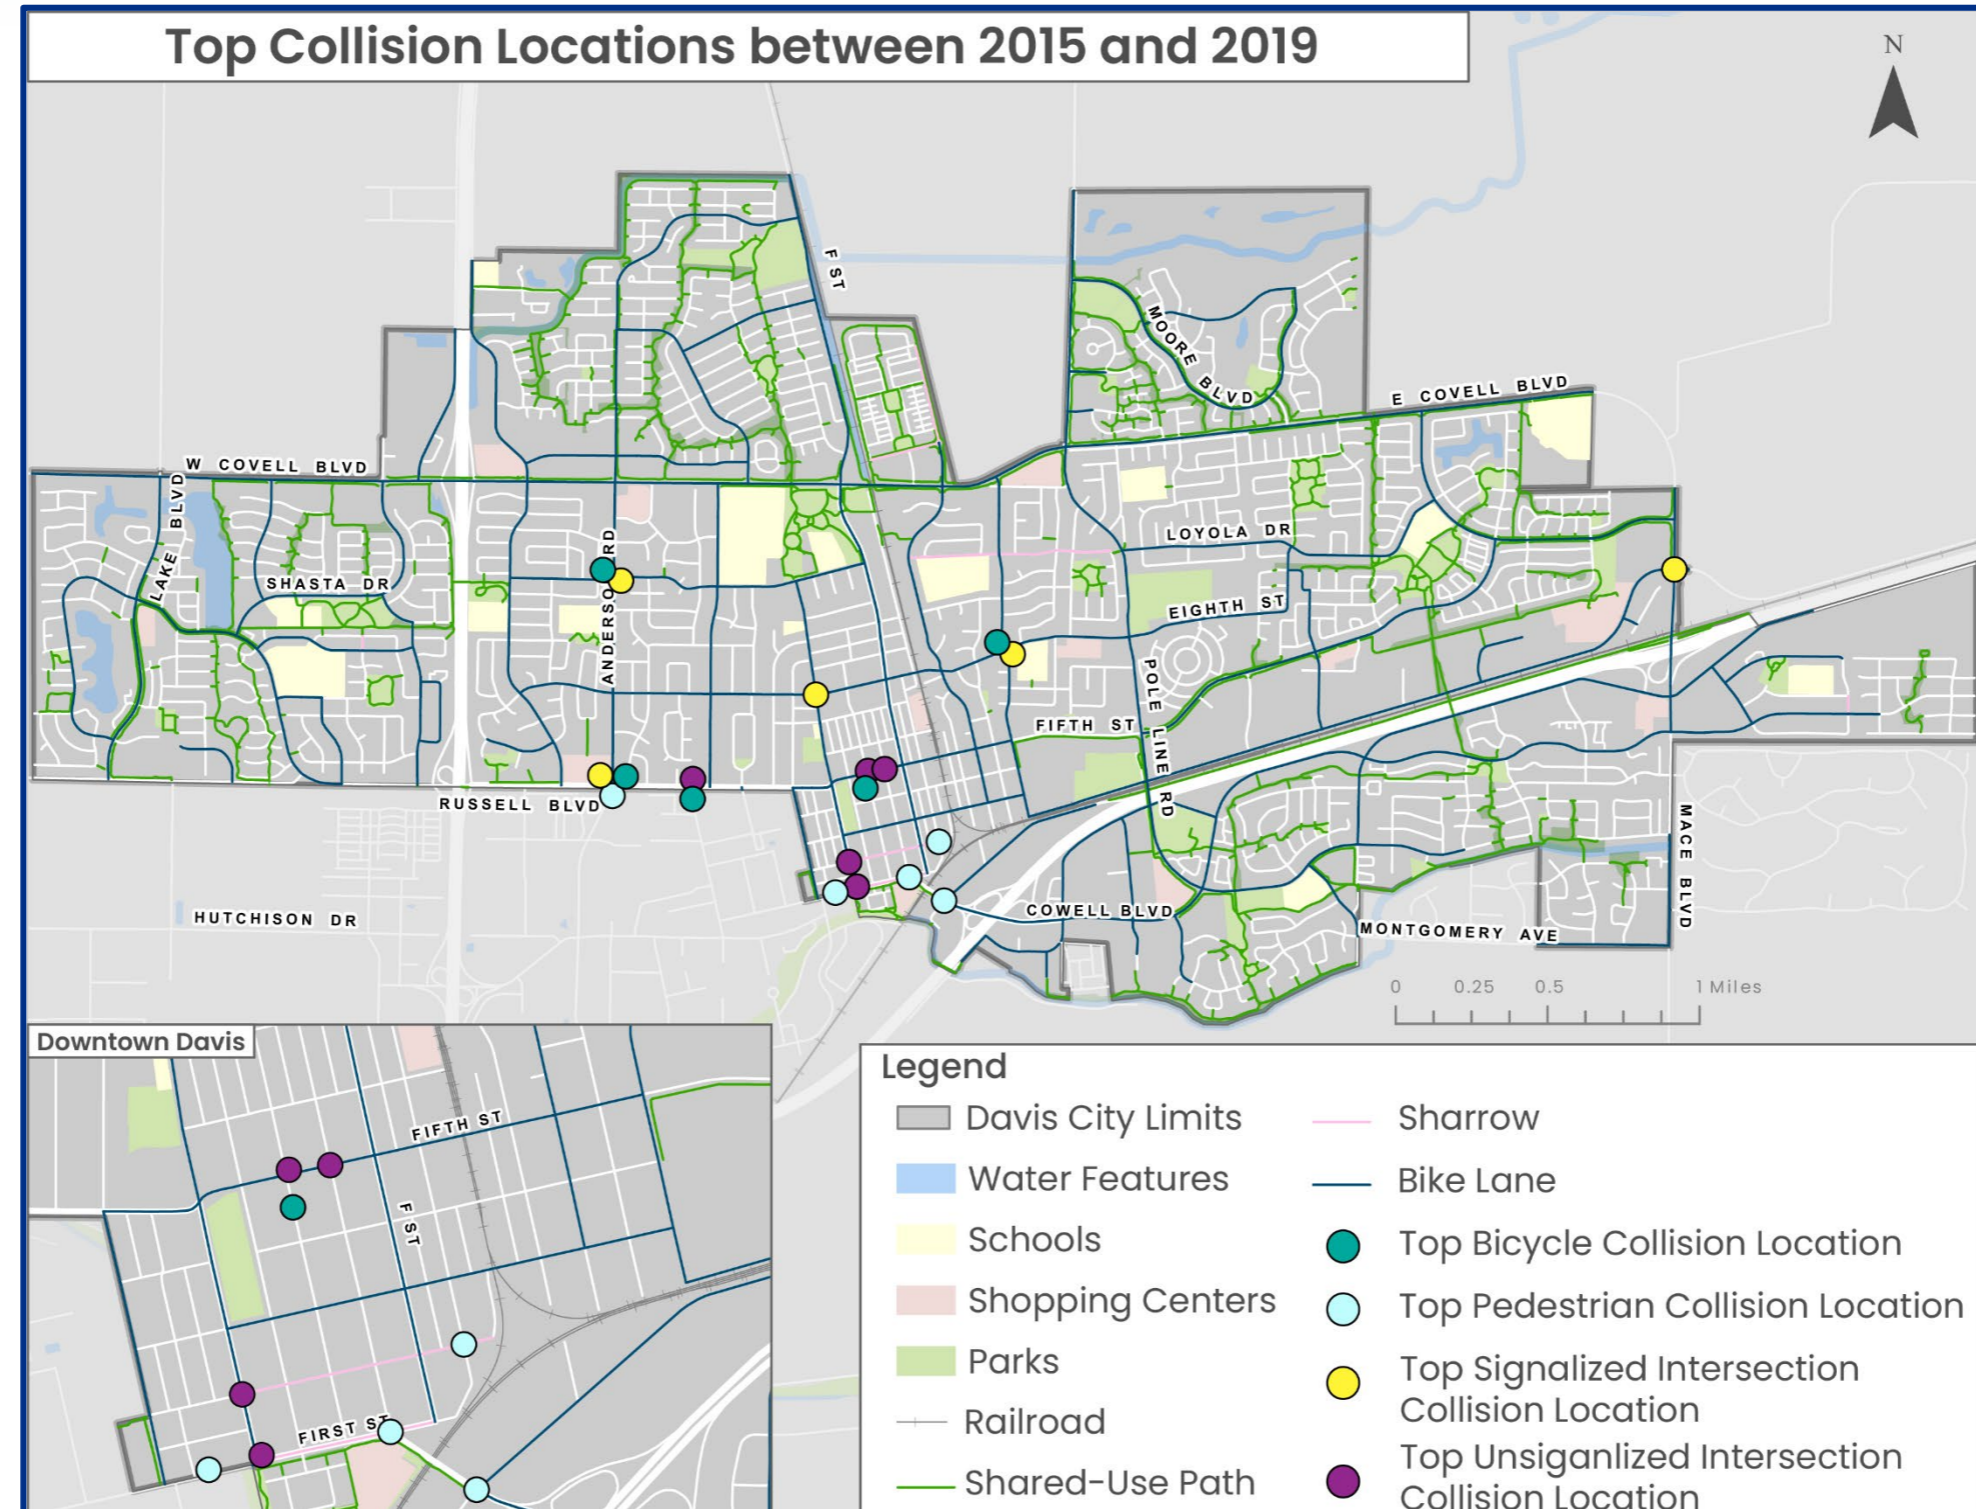 Top Collision Locations between 2015 and 2019
N
F ST
MOORE BLVD
E COVELL BLVD
W COVELL BLVD
LAKE BLVD
SHASTA DR
ANDERSON RD
LOYOLA DR
EIGHTH ST
POLE LINE RD
FIFTH ST
RUSSELL BLVD
MACE BLVD
HUTCHISON DR
COWELL BLVD
MONTGOMERY AVE
0 0.25 0.5 1 Miles
Downtown Davis
FIFTH ST
F ST
FIRST ST
Legend
Davis City Limits
Water Features
Schools
Shopping Centers
Parks
Railroad
Shared-Use Path
Sharrow
Bike Lane
Top Bicycle Collision Location
Top Pedestrian Collision Location
Top Signalized Intersection
Collision Location
Top Unsiganlized Intersection
Collision Location